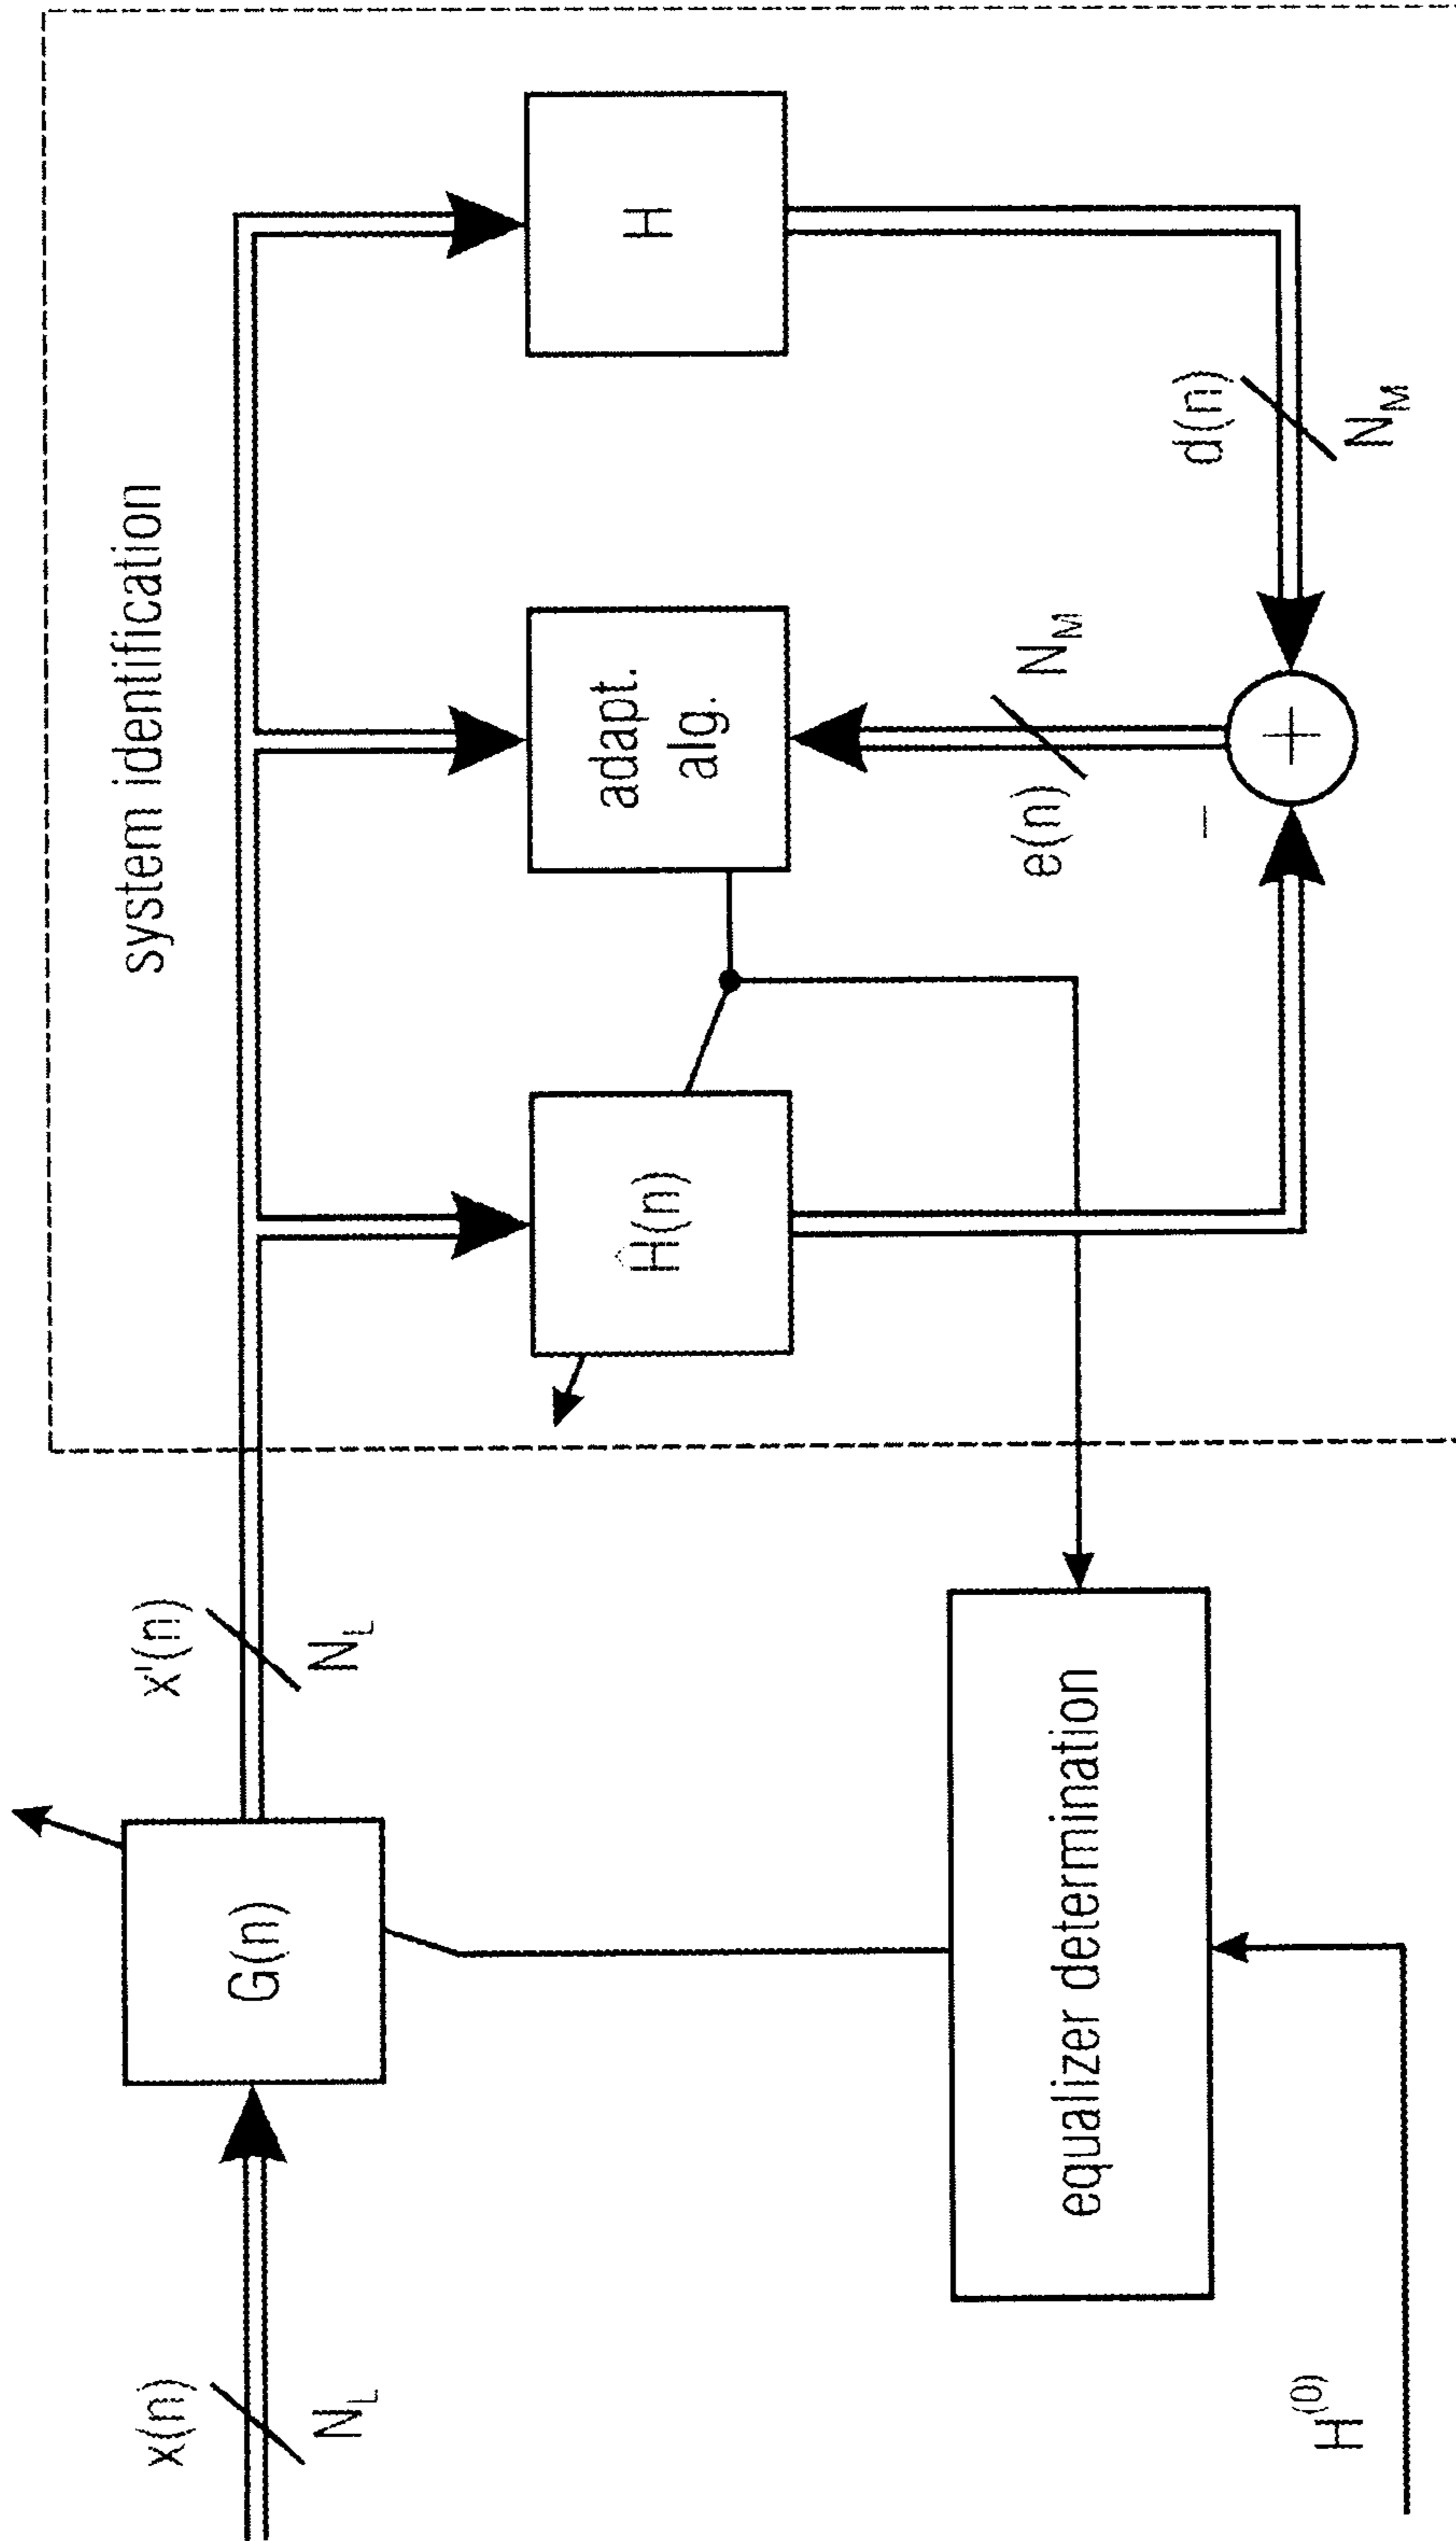 system identification
x(n)
N_L
G(n)
x'(n)
N_L
Ĥ(n)
adapt.
alg.
H
e(n)
N_M
d(n)
N_M
−
+
equalizer determination
H^(0)